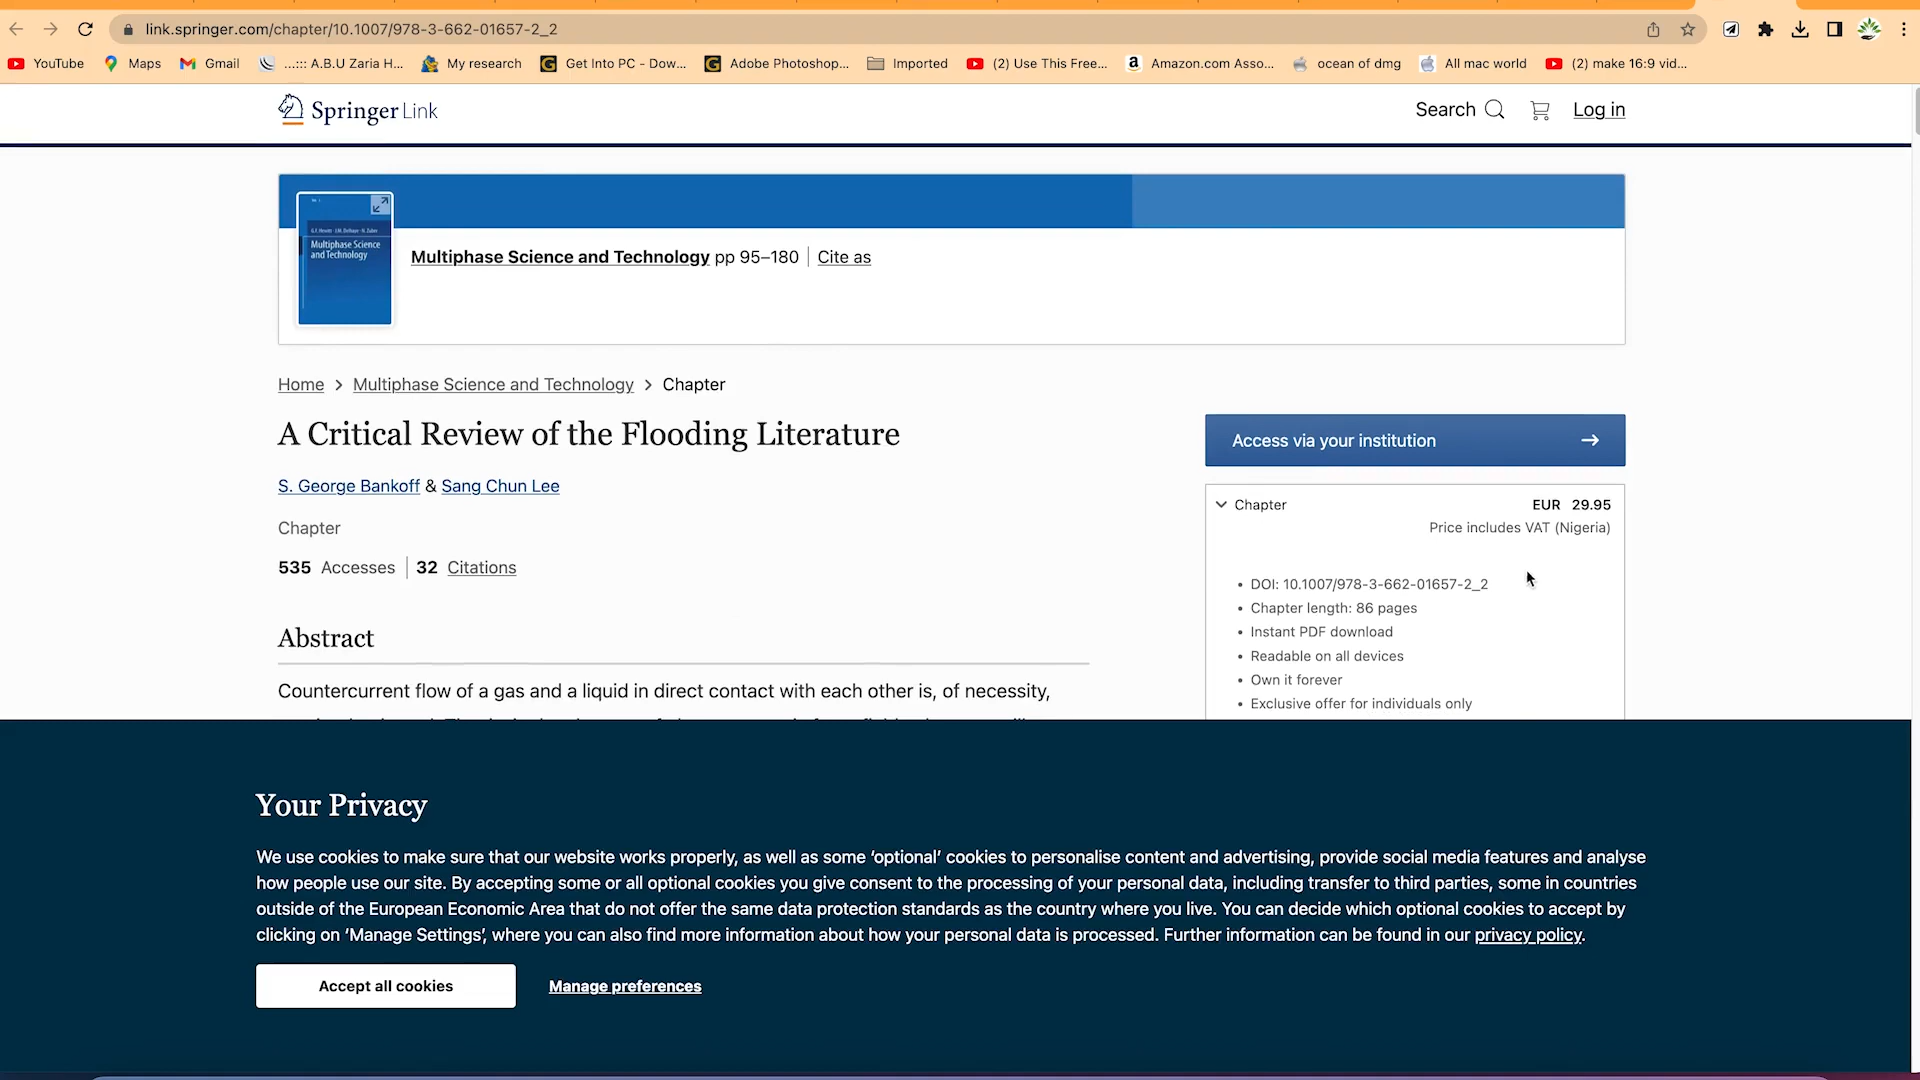 link.springer.com/chapter/10.1007/978-3-662-01657-2_2
YouTube
Maps
Gmail
...::: A.B.U Zaria H...
My research
Get Into PC - Dow...
Adobe Photoshop...
Imported
(2) Use This Free...
Amazon.com Asso...
ocean of dmg
All mac world
(2) make 16:9 vid...
Springer Link
Search
Log in
G.F. Hewitt · J.M. Delhaye · N. Zuber
Multiphase Science
and Technology
Multiphase Science and Technology pp 95–180 | Cite as
Home > Multiphase Science and Technology > Chapter
A Critical Review of the Flooding Literature
S. George Bankoff & Sang Chun Lee
Chapter
535 Accesses | 32 Citations
Abstract
Countercurrent flow of a gas and a liquid in direct contact with each other is, of necessity,
Access via your institution
Chapter EUR 29.95
Price includes VAT (Nigeria)
• DOI: 10.1007/978-3-662-01657-2_2
• Chapter length: 86 pages
• Instant PDF download
• Readable on all devices
• Own it forever
• Exclusive offer for individuals only
Your Privacy
We use cookies to make sure that our website works properly, as well as some ‘optional’ cookies to personalise content and advertising, provide social media features and analyse
how people use our site. By accepting some or all optional cookies you give consent to the processing of your personal data, including transfer to third parties, some in countries
outside of the European Economic Area that do not offer the same data protection standards as the country where you live. You can decide which optional cookies to accept by
clicking on ‘Manage Settings’, where you can also find more information about how your personal data is processed. Further information can be found in our privacy policy.
Accept all cookies
Manage preferences